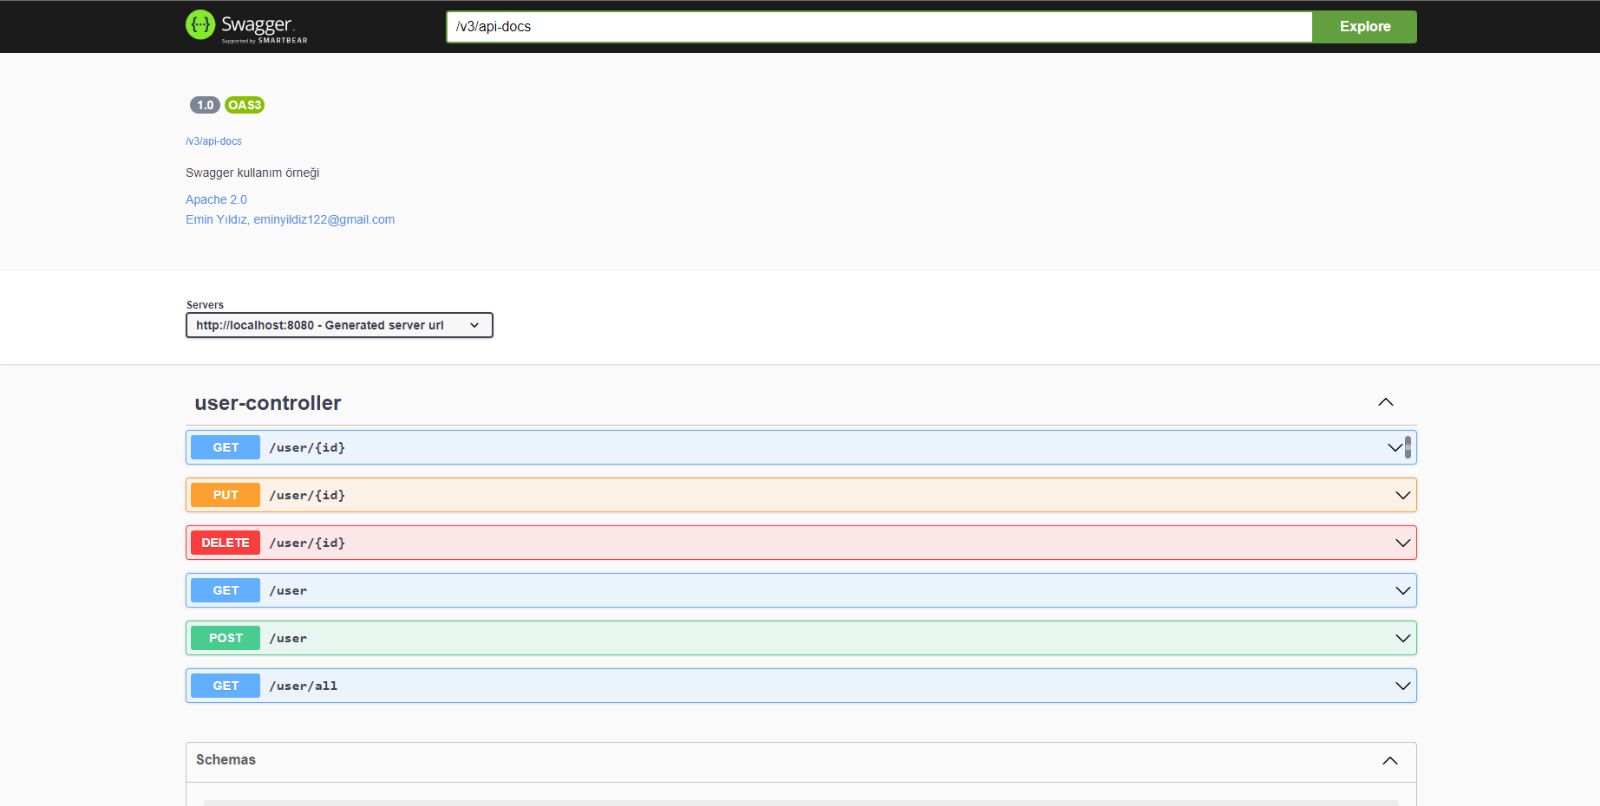 Swagger.
Supported by SMARTBEAR
/v3/api-docs
Explore
1.0 OAS3
/v3/api-docs
Swagger kullanım örneği
Apache 2.0
Emin Yıldız, eminyildiz122@gmail.com
Servers
http://localhost:8080 - Generated server url
user-controller
GET /user/{id}
PUT /user/{id}
DELETE /user/{id}
GET /user
POST /user
GET /user/all
Schemas